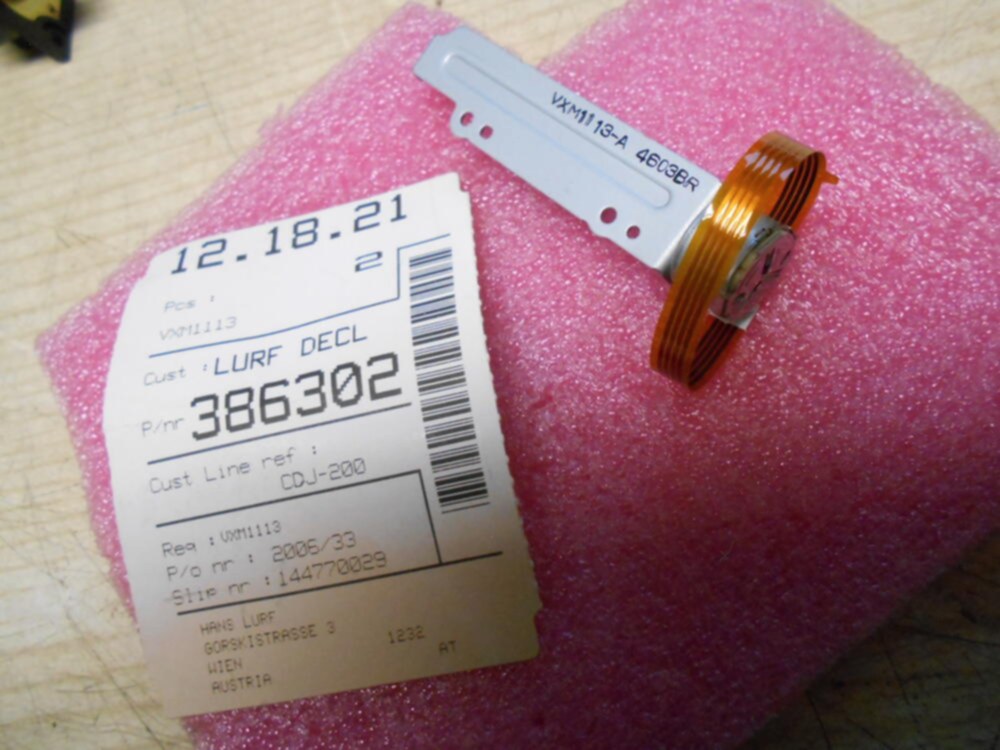 VXM1113-A 4603BR
12.18.21
Pcs : 2
VXM1113
Cust : LURF DECL
P/nr 386302
Cust Line ref :
CDJ-200
Req : VXM1113
P/o nr : 2006/33
Slip nr : 144770029
HANS LURF
GORSKISTRASSE 3 1232
WIEN AT
AUSTRIA